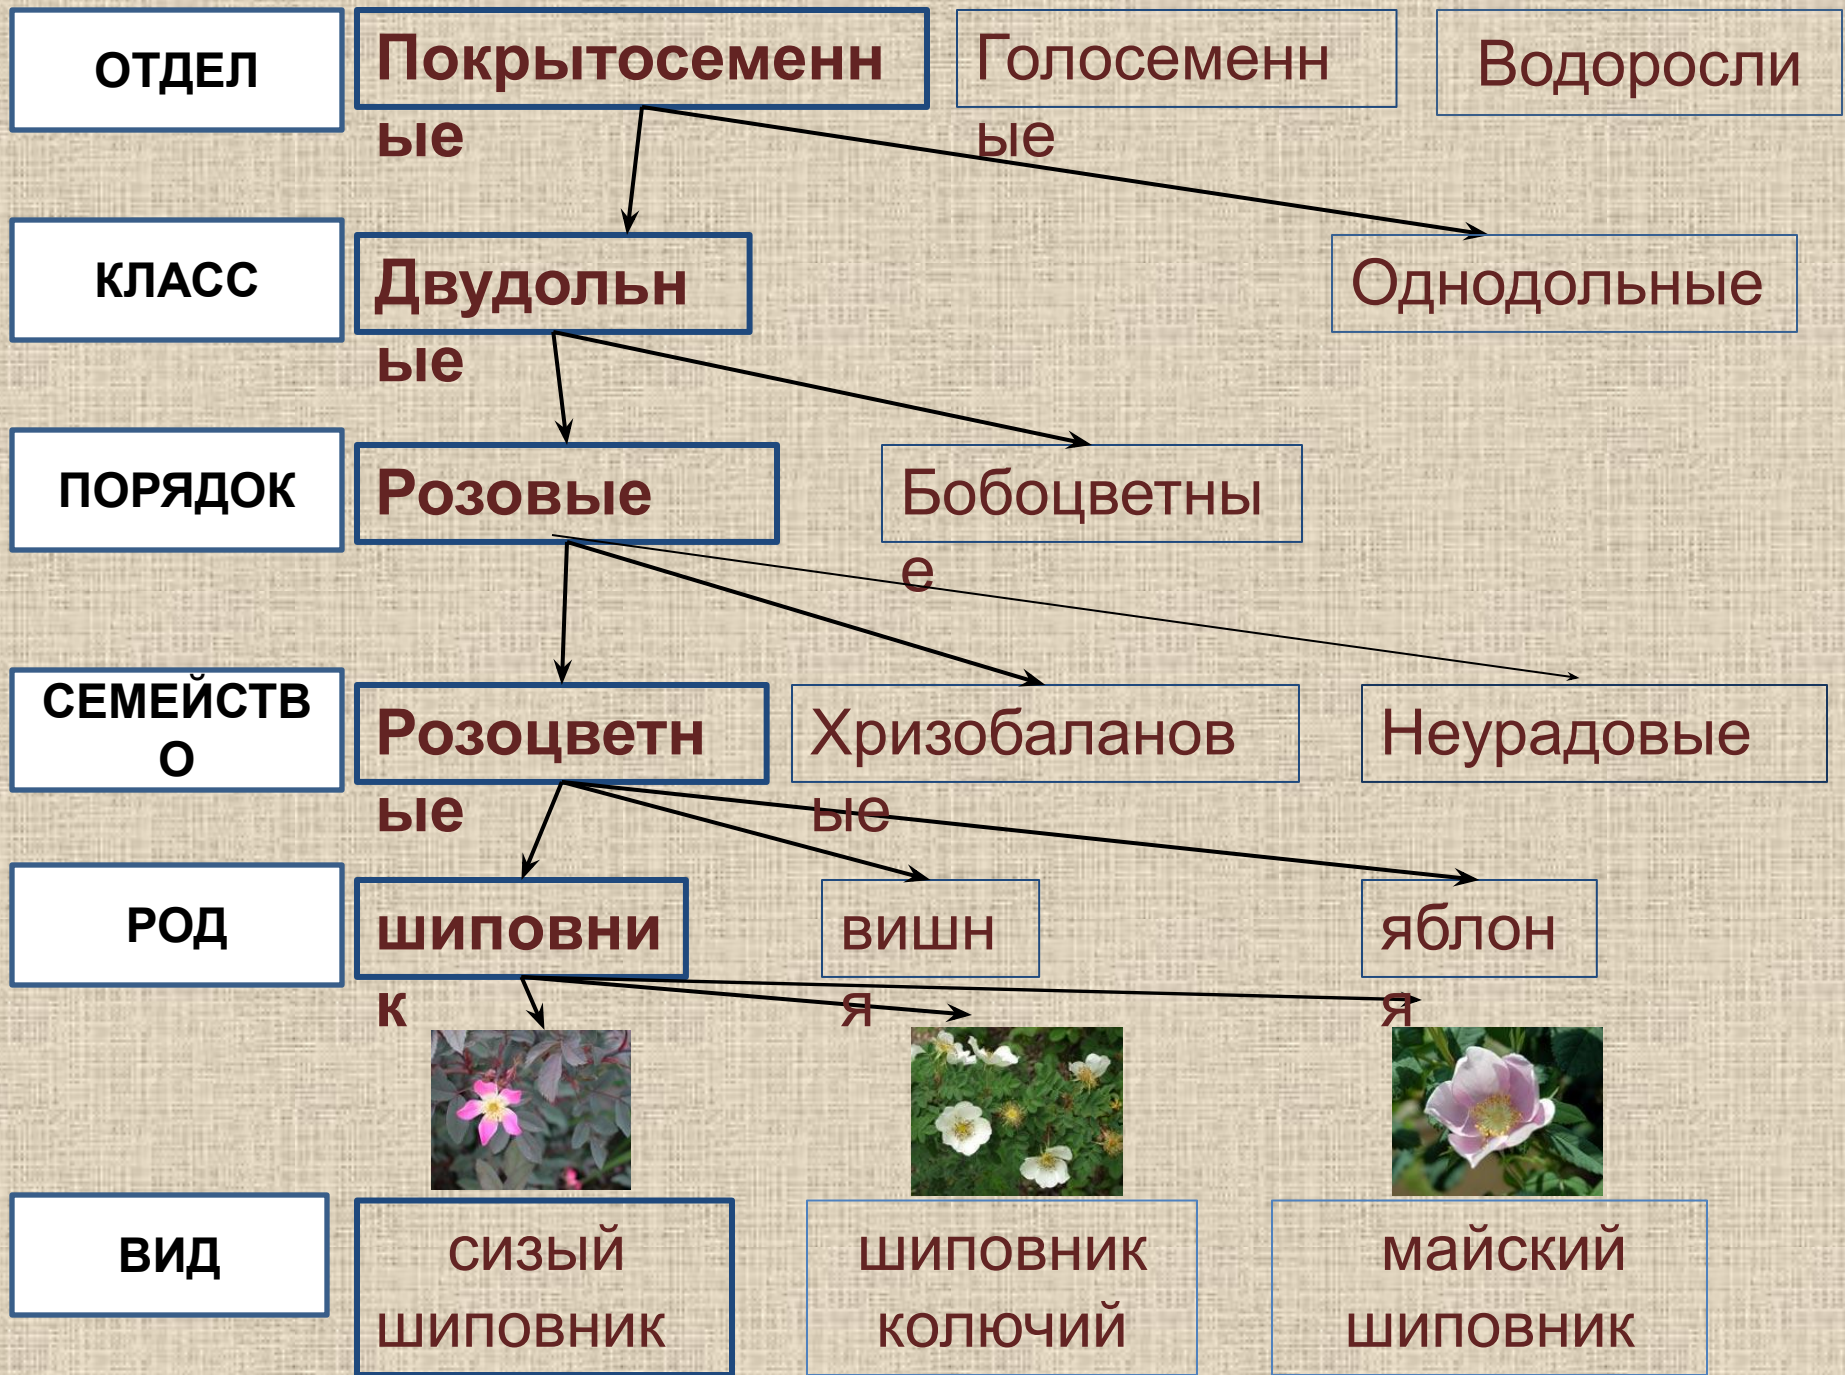 ОТДЕЛ
Покрытосеменн
ые
Голосеменн
ые
Водоросли
КЛАСС
Двудольн
ые
Однодольные
ПОРЯДОК
Розовые
Бобоцветны
е
СЕМЕЙСТВ
О
Розоцветн
ые
Хризобаланов
ые
Неурадовые
РОД
шиповни
к
вишн
я
яблон
я
ВИД
сизый
шиповник
шиповник
колючий
майский
шиповник